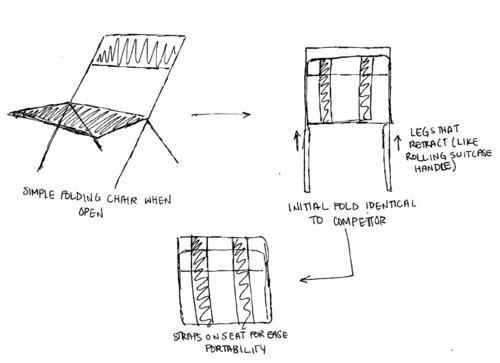 SIMPLE FOLDING CHAIR WHEN
OPEN
LEGS THAT
RETRACT (LIKE
ROLLING SUITCASE
HANDLE)
INITIAL FOLD IDENTICAL
TO COMPETTOR
STRAPS ON SEAT FOR EASE
PORTABILITY